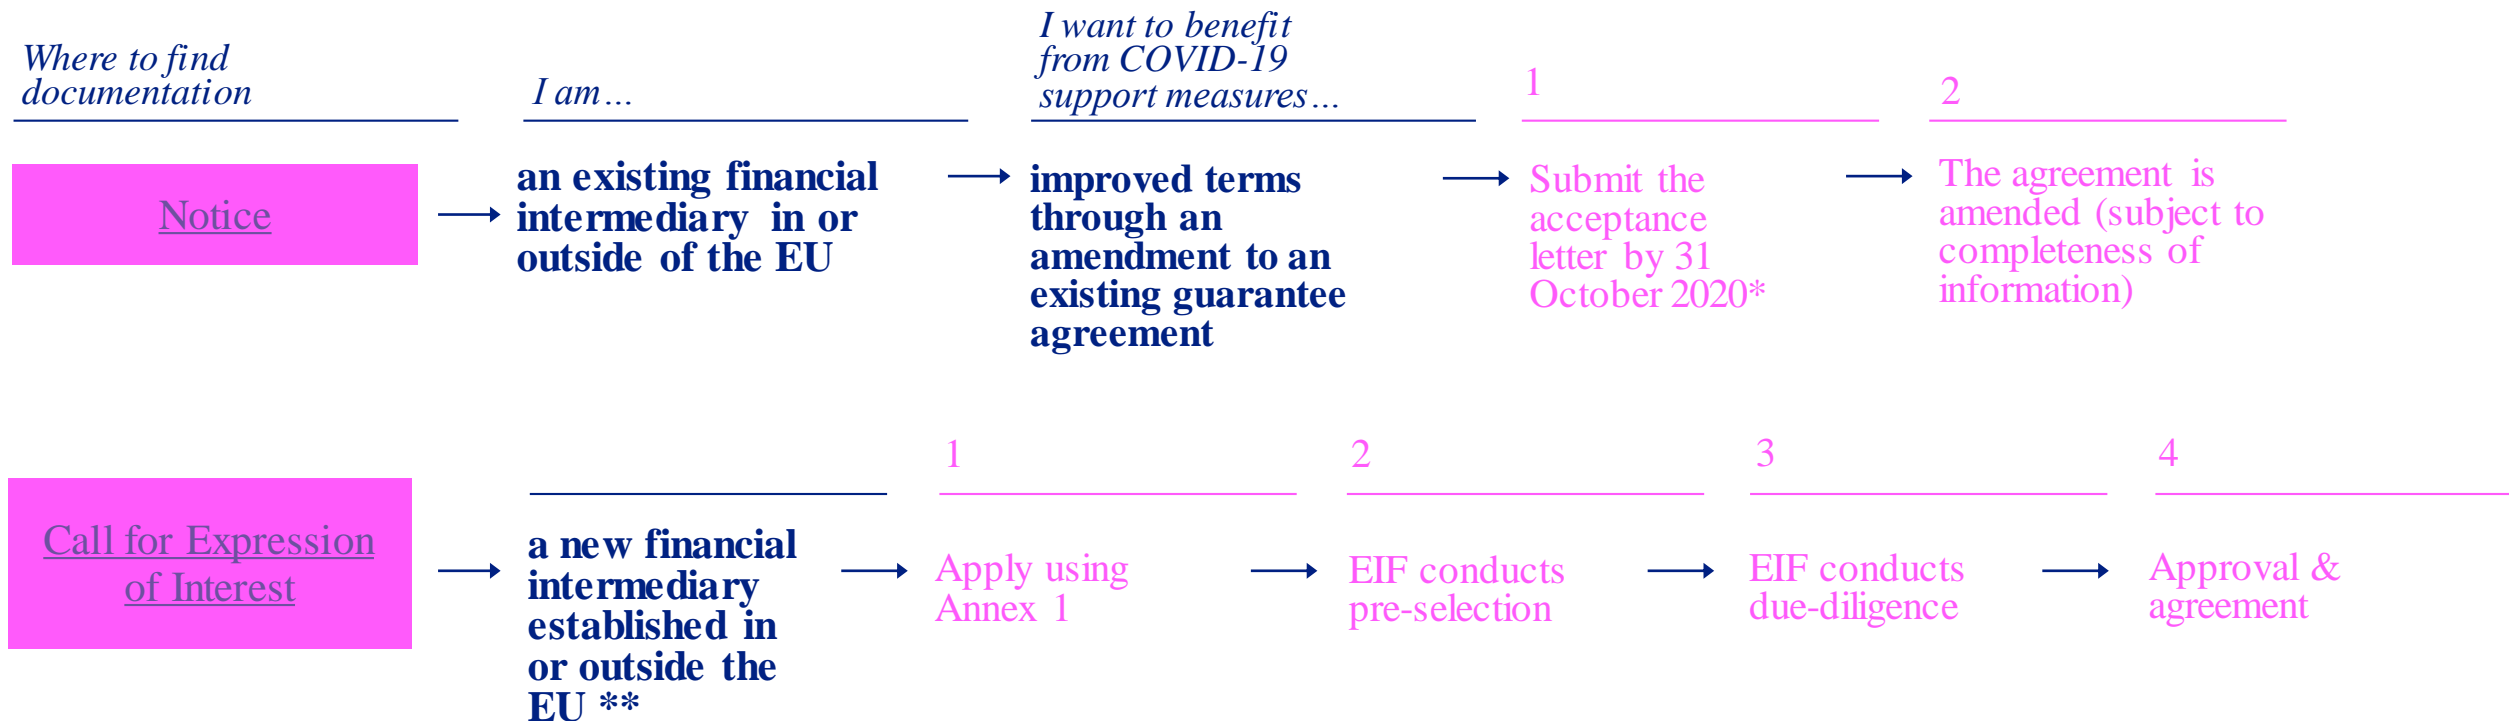 Where to find
documentation
I am…
I want to benefit
from COVID-19
support measures…
1
2
Notice
an existing financial
intermediary in or
outside of the EU
improved terms
through an
amendment to an
existing guarantee
agreement
Submit the
acceptance
letter by 31
October 2020*
The agreement is
amended (subject to
completeness of
information)
1
2
3
4
Call for Expression
of Interest
a new financial
intermediary
established in
or outside the
EU **
Apply using
Annex 1
EIF conducts
pre-selection
EIF conducts
due-diligence
Approval &
agreement